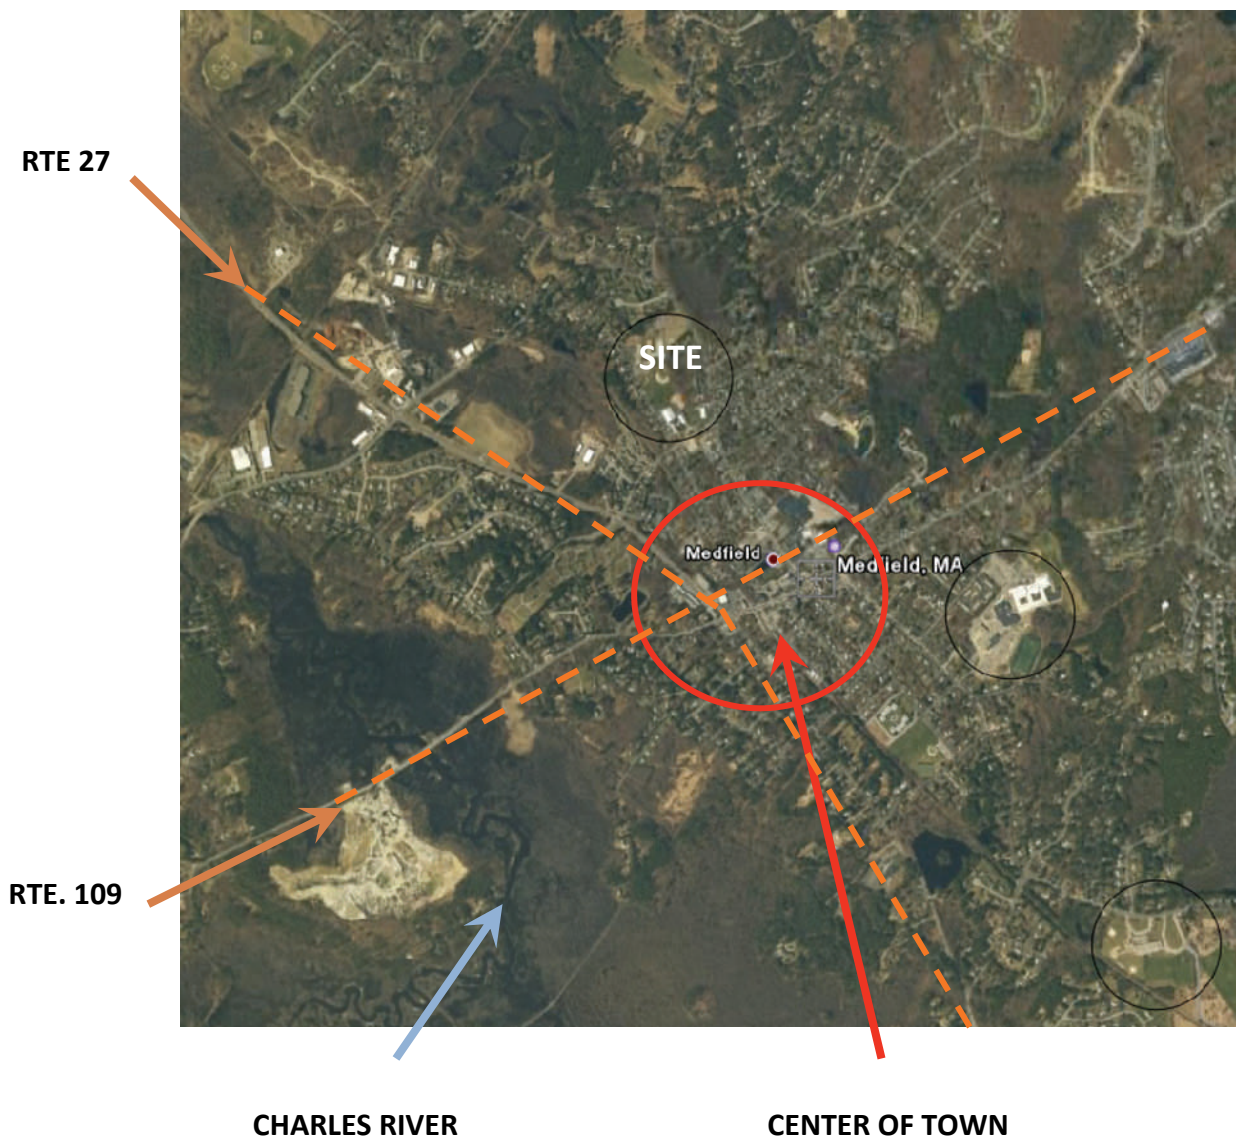 RTE 27
SITE
Medfield
Medfield, MA
RTE. 109
CHARLES RIVER
CENTER OF TOWN